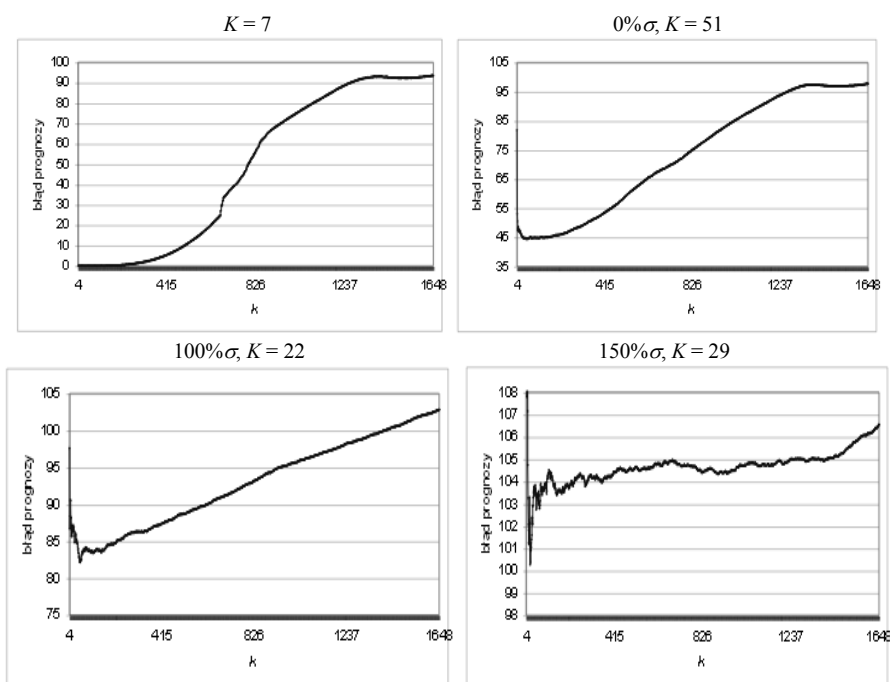 K = 7
100
90
80
70
60
50
40
30
20
10
0
błąd prognozy
4 415 826 1237 1648
k
0%σ, K = 51
105
95
85
75
65
55
45
35
błąd prognozy
4 415 826 1237 1648
k
100%σ, K = 22
105
100
95
90
85
80
75
błąd prognozy
4 415 826 1237 1648
k
150%σ, K = 29
108
107
106
105
104
103
102
101
100
99
98
błąd prognozy
4 415 826 1237 1648
k